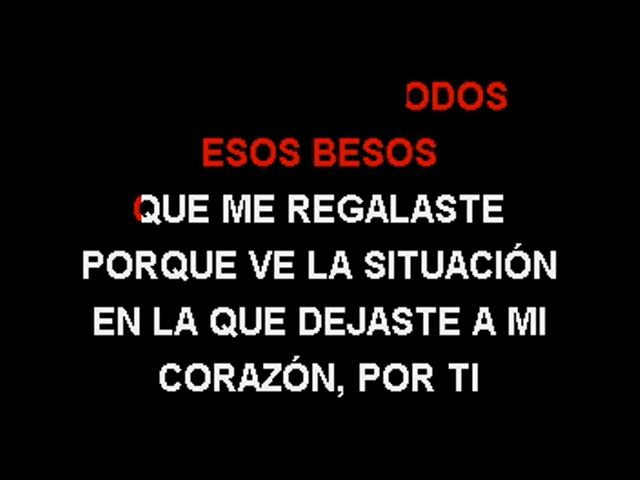 ODOS
ESOS BESOS
QUE ME REGALASTE
PORQUE VE LA SITUACIÓN
EN LA QUE DEJASTE A MI
CORAZÓN, POR TI